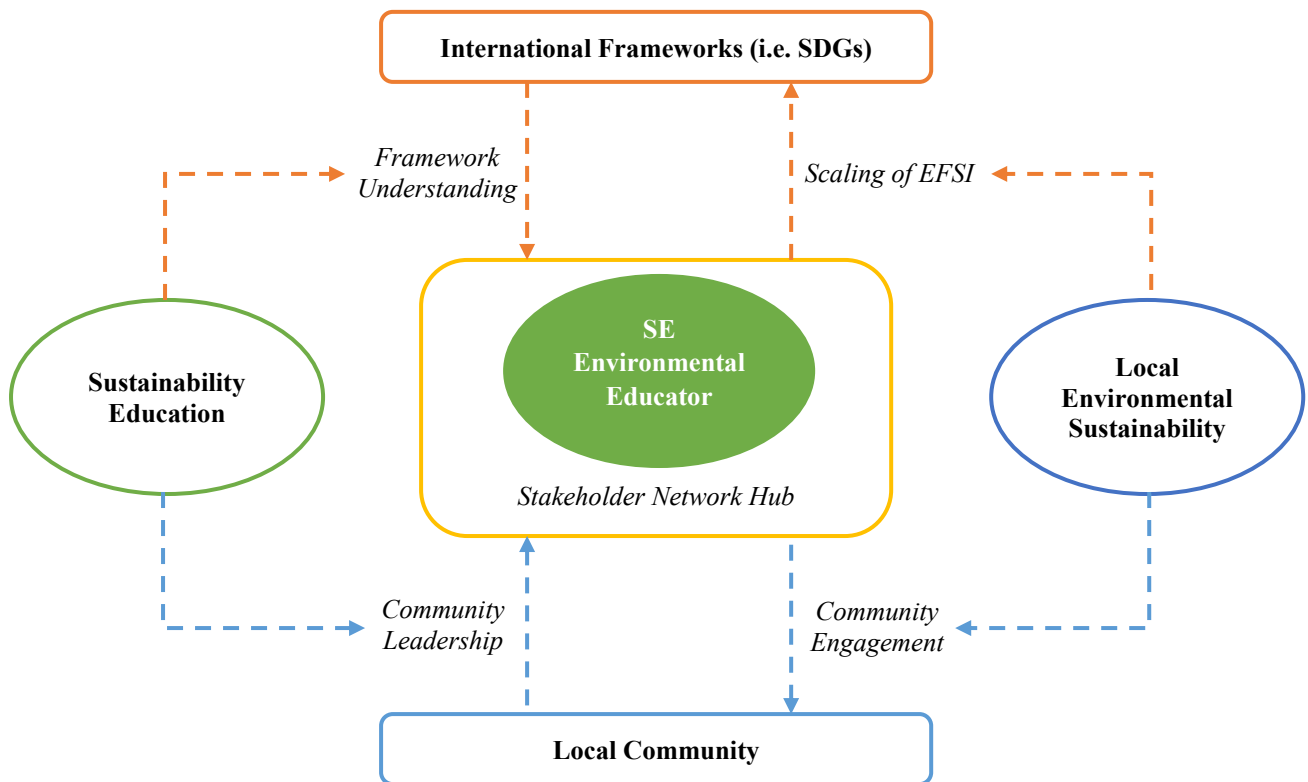 International Frameworks (i.e. SDGs)
Framework
Understanding
Scaling of EFSI
SE
Environmental
Educator
Sustainability
Education
Local
Environmental
Sustainability
Stakeholder Network Hub
Community
Leadership
Community
Engagement
Local Community